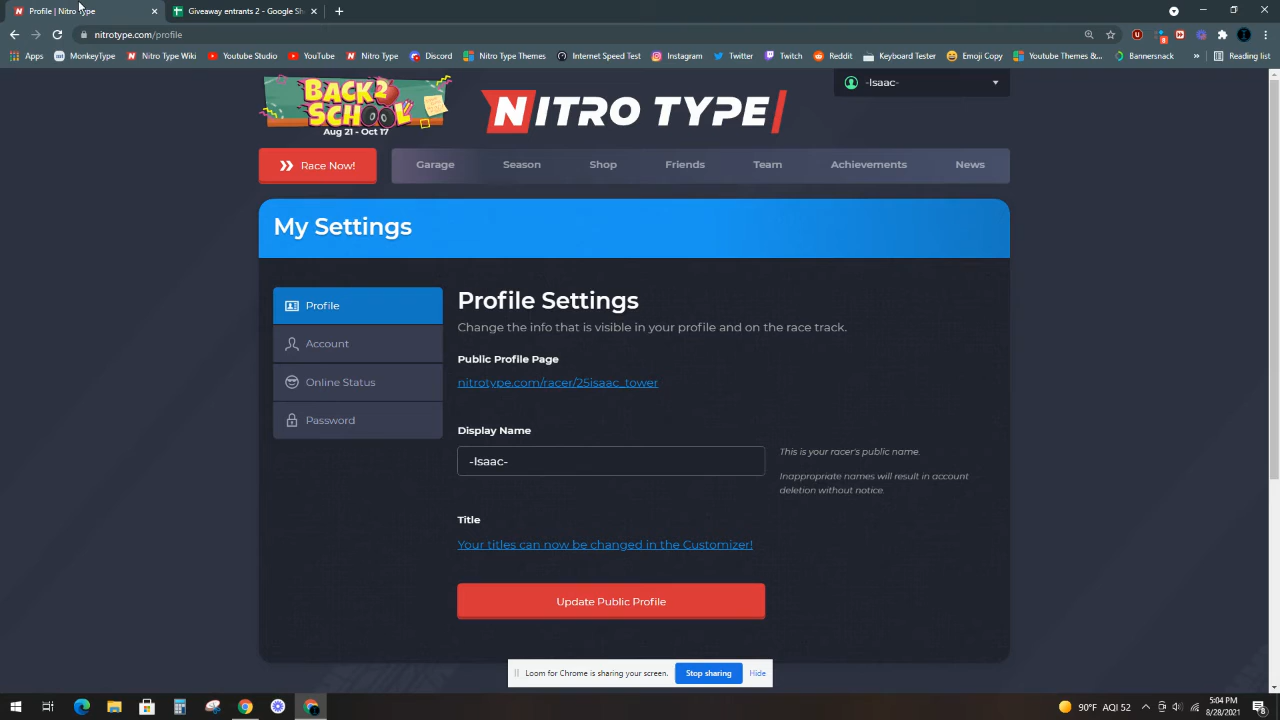 Profile | Nitro Type
Giveaway entrants 2 - Google Sh
nitrotype.com/profile
Apps
MonkeyType
Nitro Type Wiki
Youtube Studio
Youtube
Nitro Type
Discord
Nitro Type Themes
Internet Speed Test
Instagram
Twitter
Twitch
Reddit
Keyboard Tester
Emoji Copy
Youtube Themes &...
Bannersnack
»
Reading list
BACK2
SCHOOL
Aug 21 - Oct 17
NITRO TYPE
-Isaac-
Race Now!
Garage
Season
Shop
Friends
Team
Achievements
News
My Settings
Profile
Account
Online Status
Password
Profile Settings
Change the info that is visible in your profile and on the race track.
Public Profile Page
nitrotype.com/racer/25isaac_tower
Display Name
-Isaac-
This is your racer's public name.
Inappropriate names will result in account
deletion without notice.
Title
Your titles can now be changed in the Customizer!
Update Public Profile
Loom for Chrome is sharing your screen.
Stop sharing
Hide
90°F AQI 52
5:04 PM
8/28/2021